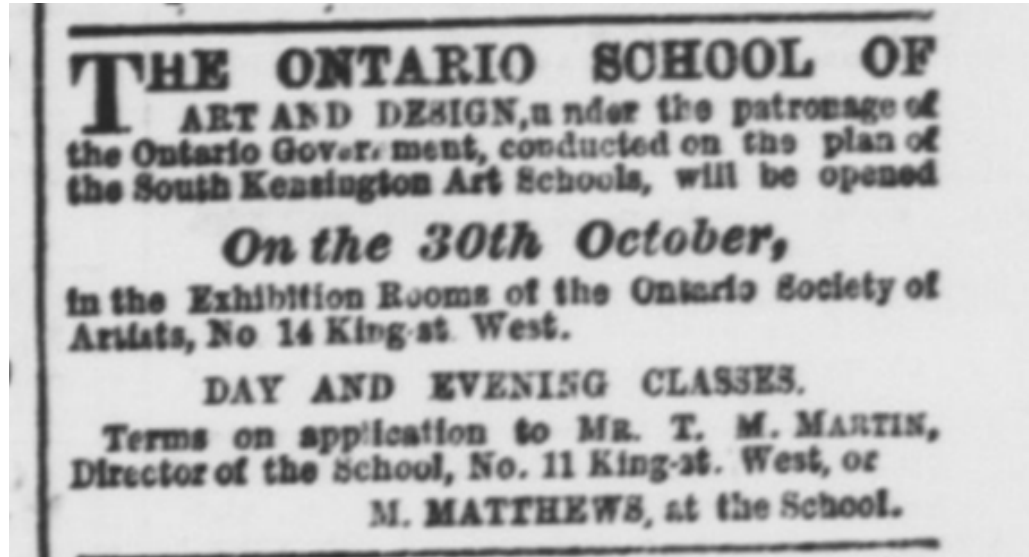 THE ONTARIO SCHOOL OF
ART AND DESIGN, under the patronage of
the Ontario Government, conducted on the plan of
the South Kensington Art Schools, will be opened
On the 30th October,
in the Exhibition Rooms of the Ontario Society of
Artists, No 14 King-st. West.
DAY AND EVENING CLASSES.
Terms on application to MR. T. M. MARTIN,
Director of the School, No. 11 King-st. West, or
M. MATTHEWS, at the School.